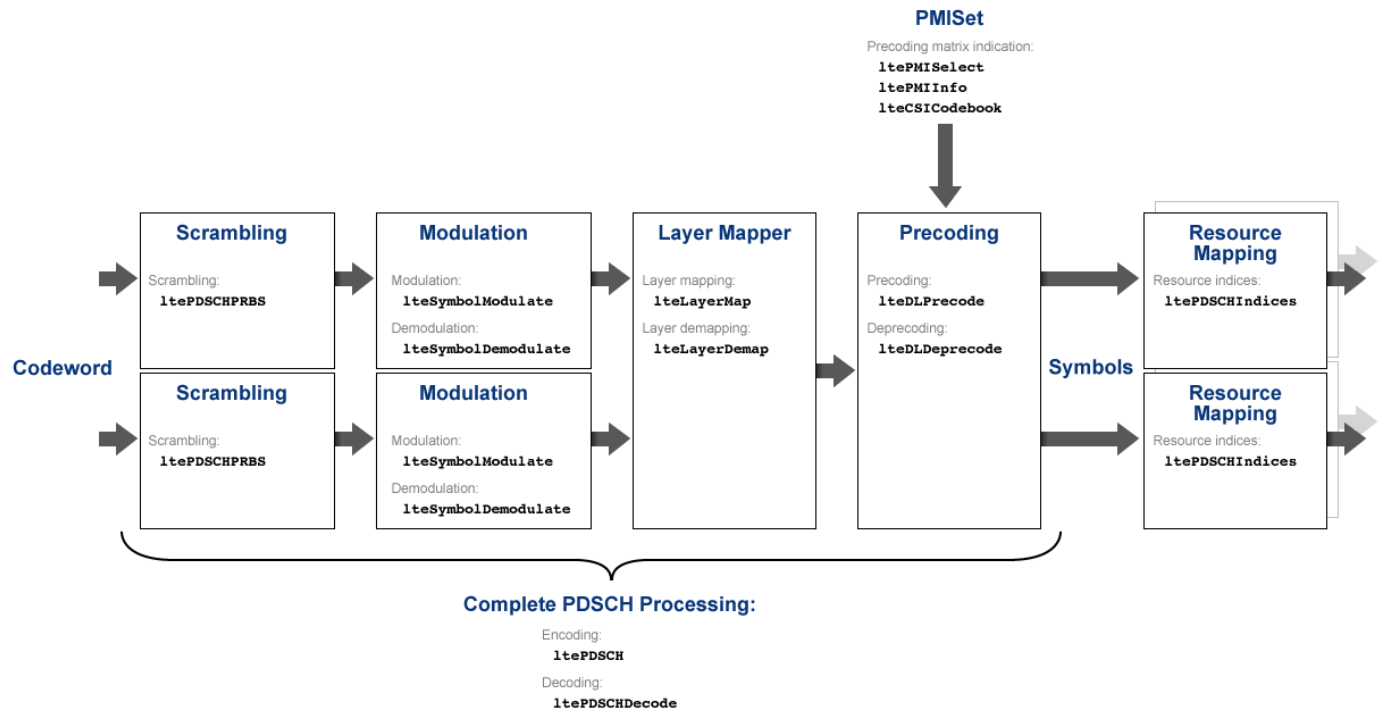 PMISet
Precoding matrix indication:
ltePMISelect
ltePMIInfo
lteCSICodebook
Codeword
Scrambling
Scrambling:
ltePDSCHPRBS
Scrambling
Scrambling:
ltePDSCHPRBS
Modulation
Modulation:
lteSymbolModulate
Demodulation:
lteSymbolDemodulate
Modulation
Modulation:
lteSymbolModulate
Demodulation:
lteSymbolDemodulate
Layer Mapper
Layer mapping:
lteLayerMap
Layer demapping:
lteLayerDemap
Precoding
Precoding:
lteDLPrecode
Deprecoding:
lteDLDeprecode
Symbols
Resource
Mapping
Resource indices:
ltePDSCHIndices
Resource
Mapping
Resource indices:
ltePDSCHIndices
Complete PDSCH Processing:
Encoding:
ltePDSCH
Decoding:
ltePDSCHDecode